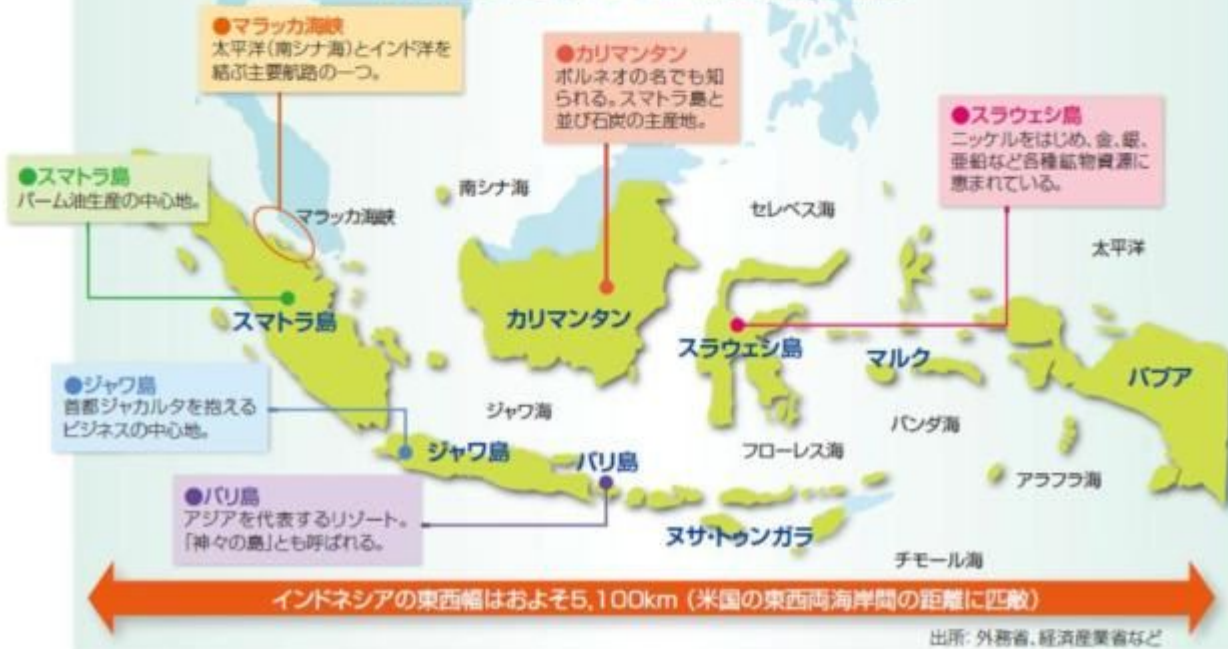 ●マラッカ海峡
太平洋(南シナ海)とインド洋を
結ぶ主要航路の一つ。
●カリマンタン
ボルネオの名でも知
られる。スマトラ島と
並び石炭の主産地。
●スラウェシ島
ニッケルをはじめ、金、銀、
亜鉛など各種鉱物資源に
恵まれている。
●スマトラ島
パーム油生産の中心地。
南シナ海
マラッカ海峡
セレベス海
太平洋
スマトラ島
カリマンタン
スラウェシ島
マルク
パプア
●ジャワ島
首都ジャカルタを抱える
ビジネスの中心地。
ジャワ海
バンダ海
ジャワ島
バリ島
フローレス海
アラフラ海
●バリ島
アジアを代表するリゾート。
「神々の島」とも呼ばれる。
ヌサ・トゥンガラ
チモール海
インドネシアの東西幅はおよそ5,100km(米国の東西両海岸間の距離に匹敵)
出所:外務省、経済産業省など